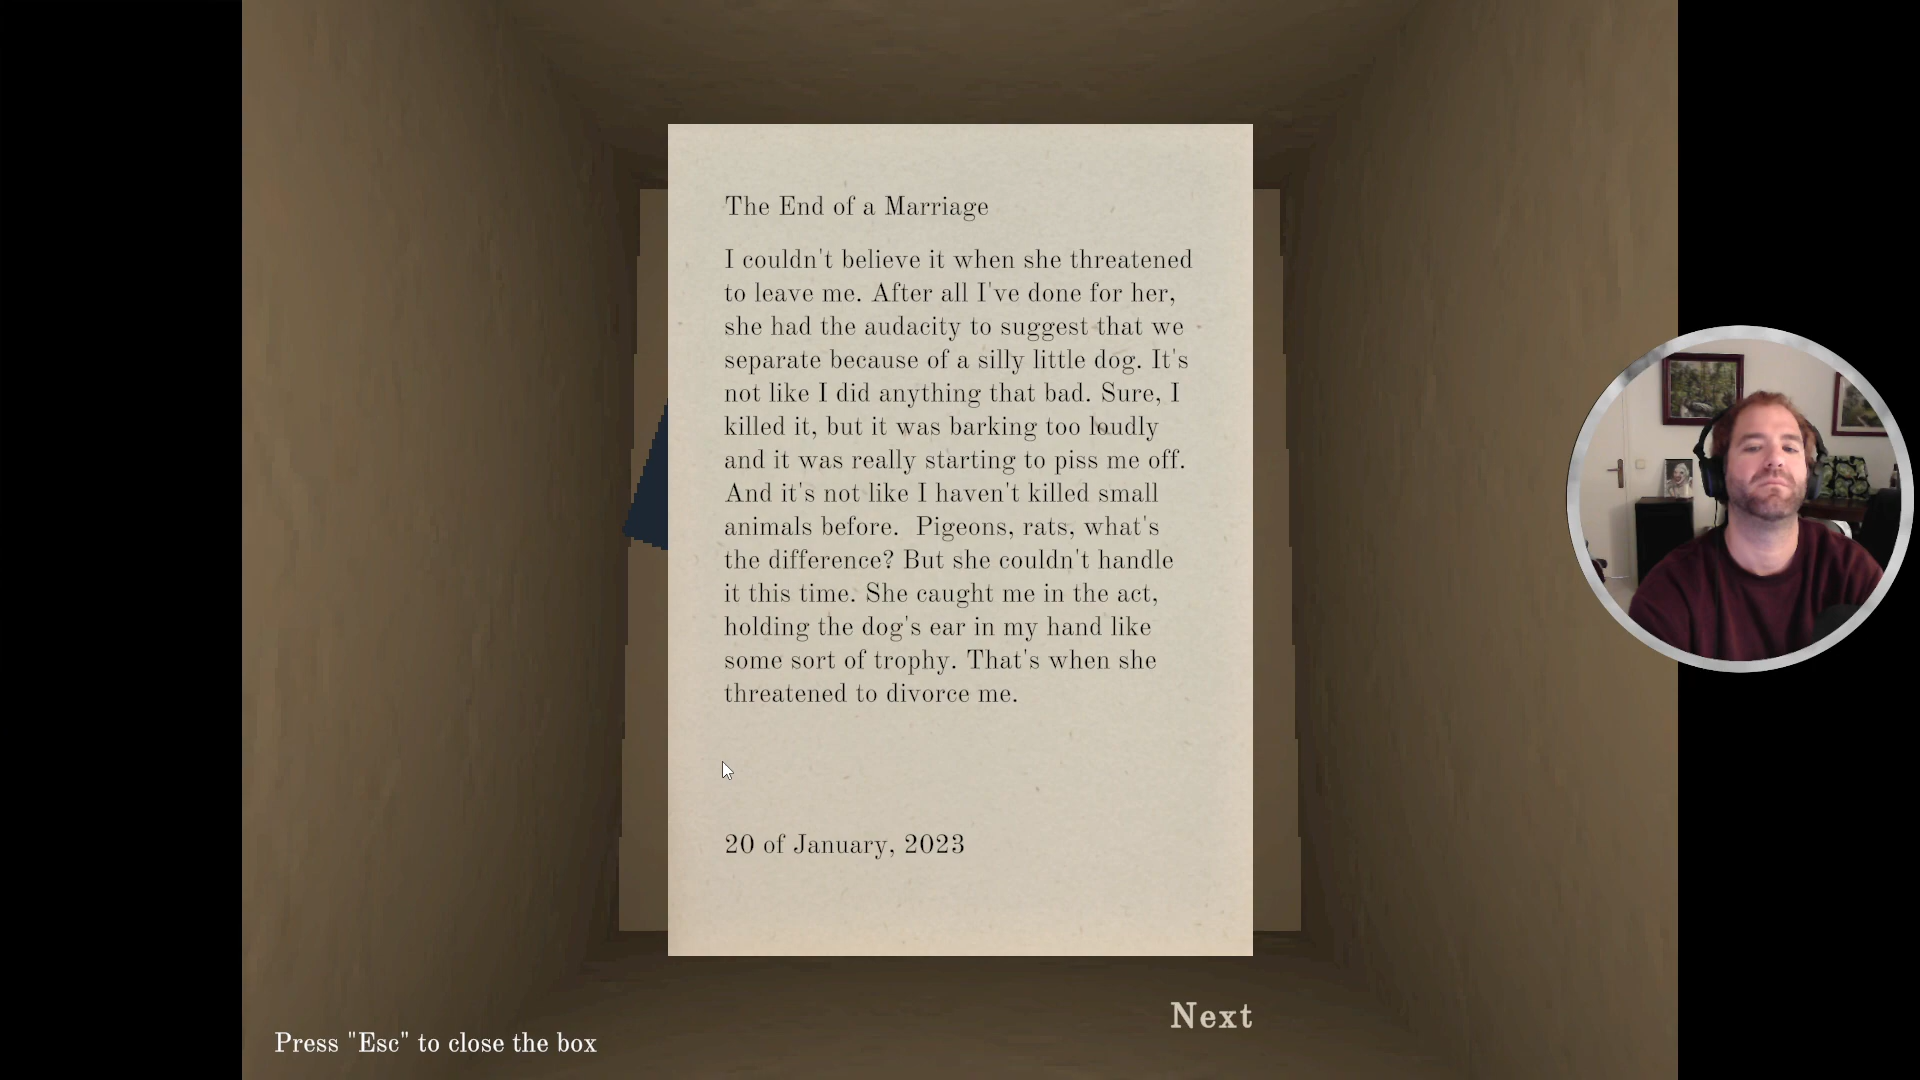 The End of a Marriage
I couldn't believe it when she threatened
to leave me. After all I've done for her,
she had the audacity to suggest that we
separate because of a silly little dog. It's
not like I did anything that bad. Sure, I
killed it, but it was barking too loudly
and it was really starting to piss me off.
And it's not like I haven't killed small
animals before.  Pigeons, rats, what's
the difference? But she couldn't handle
it this time. She caught me in the act,
holding the dog's ear in my hand like
some sort of trophy. That's when she
threatened to divorce me.
20 of January, 2023
Next
Press "Esc" to close the box